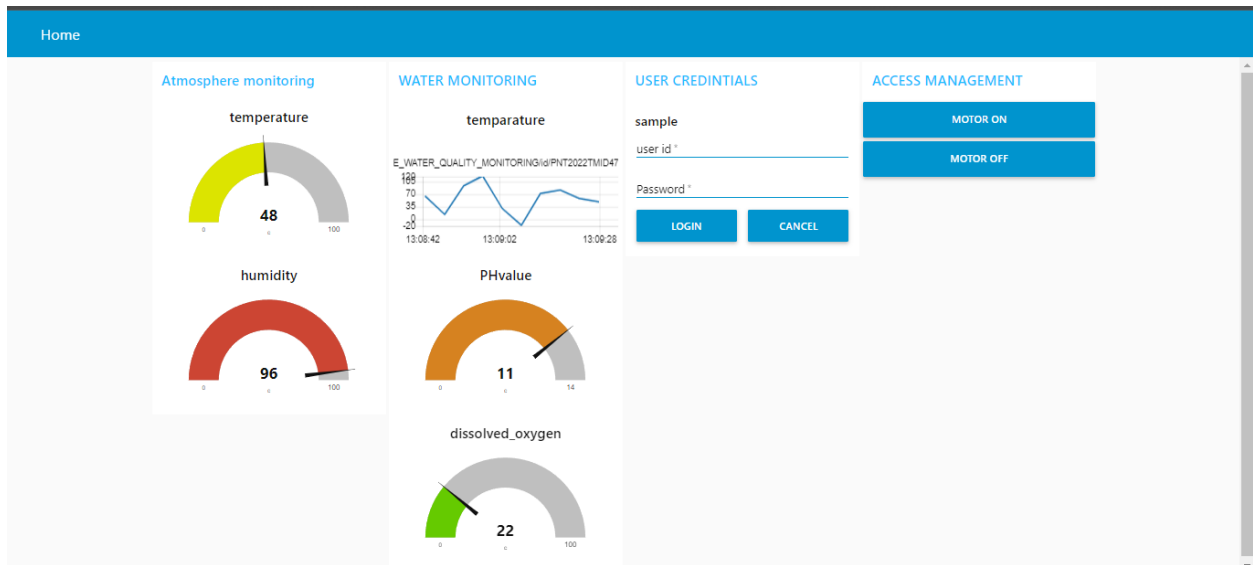 Home
Atmosphere monitoring
temperature
48
0
c
100
humidity
96
0
c
100
WATER MONITORING
temparature
E_WATER_QUALITY_MONITORING/id/PNT2022TMID47
120
105
70
35
0
-20
13:08:42 13:09:02 13:09:28
PHvalue
11
0
c
14
dissolved_oxygen
22
0
c
100
USER CREDINTIALS
sample
user id *
Password *
LOGIN CANCEL
ACCESS MANAGEMENT
MOTOR ON
MOTOR OFF